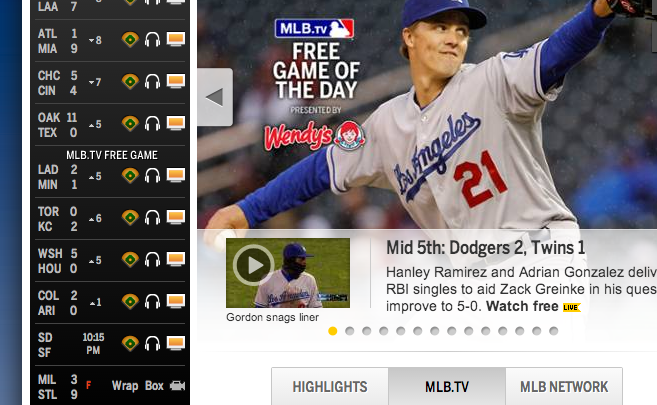 LAA 7 8
ATL 1 8
MIA 9
CHC 5 7
CIN 4
OAK 11 5
TEX 0
MLB.TV FREE GAME
LAD 2 5
MIN 1
TOR 0 6
KC 2
WSH 5 5
HOU 0
COL 2 1
ARI 0
SD 10:15
SF PM
MIL 3 F Wrap Box
STL 9
MLB.TV
FREE
GAME OF
THE DAY
PRESENTED BY
Wendy's
Los Angeles
21
Mid 5th: Dodgers 2, Twins 1
Hanley Ramirez and Adrian Gonzalez deliv
RBI singles to aid Zack Greinke in his ques
improve to 5-0. Watch free LIVE
Gordon snags liner
HIGHLIGHTS MLB.TV MLB NETWORK